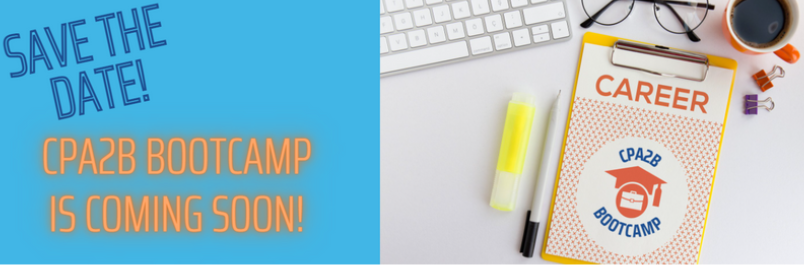 SAVE THE
DATE!
CPA2B BOOTCAMP
IS COMING SOON!
CAREER
CPA2B
BOOTCAMP